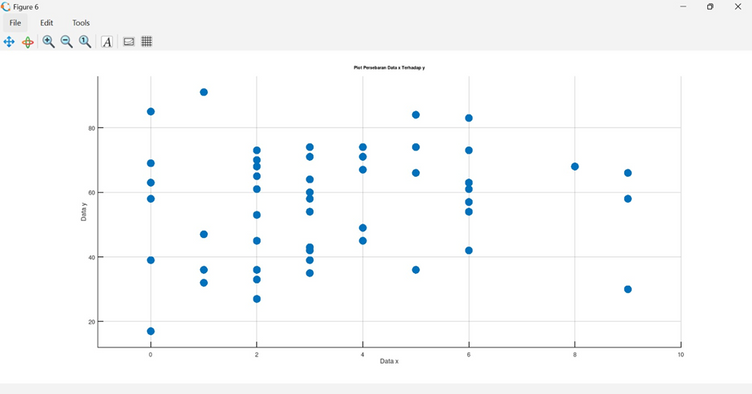 Figure 6
File Edit Tools
A
Plot Persebaran Data x Terhadap y
Data y
80
60
40
20
0 2 4 6 8 10
Data x